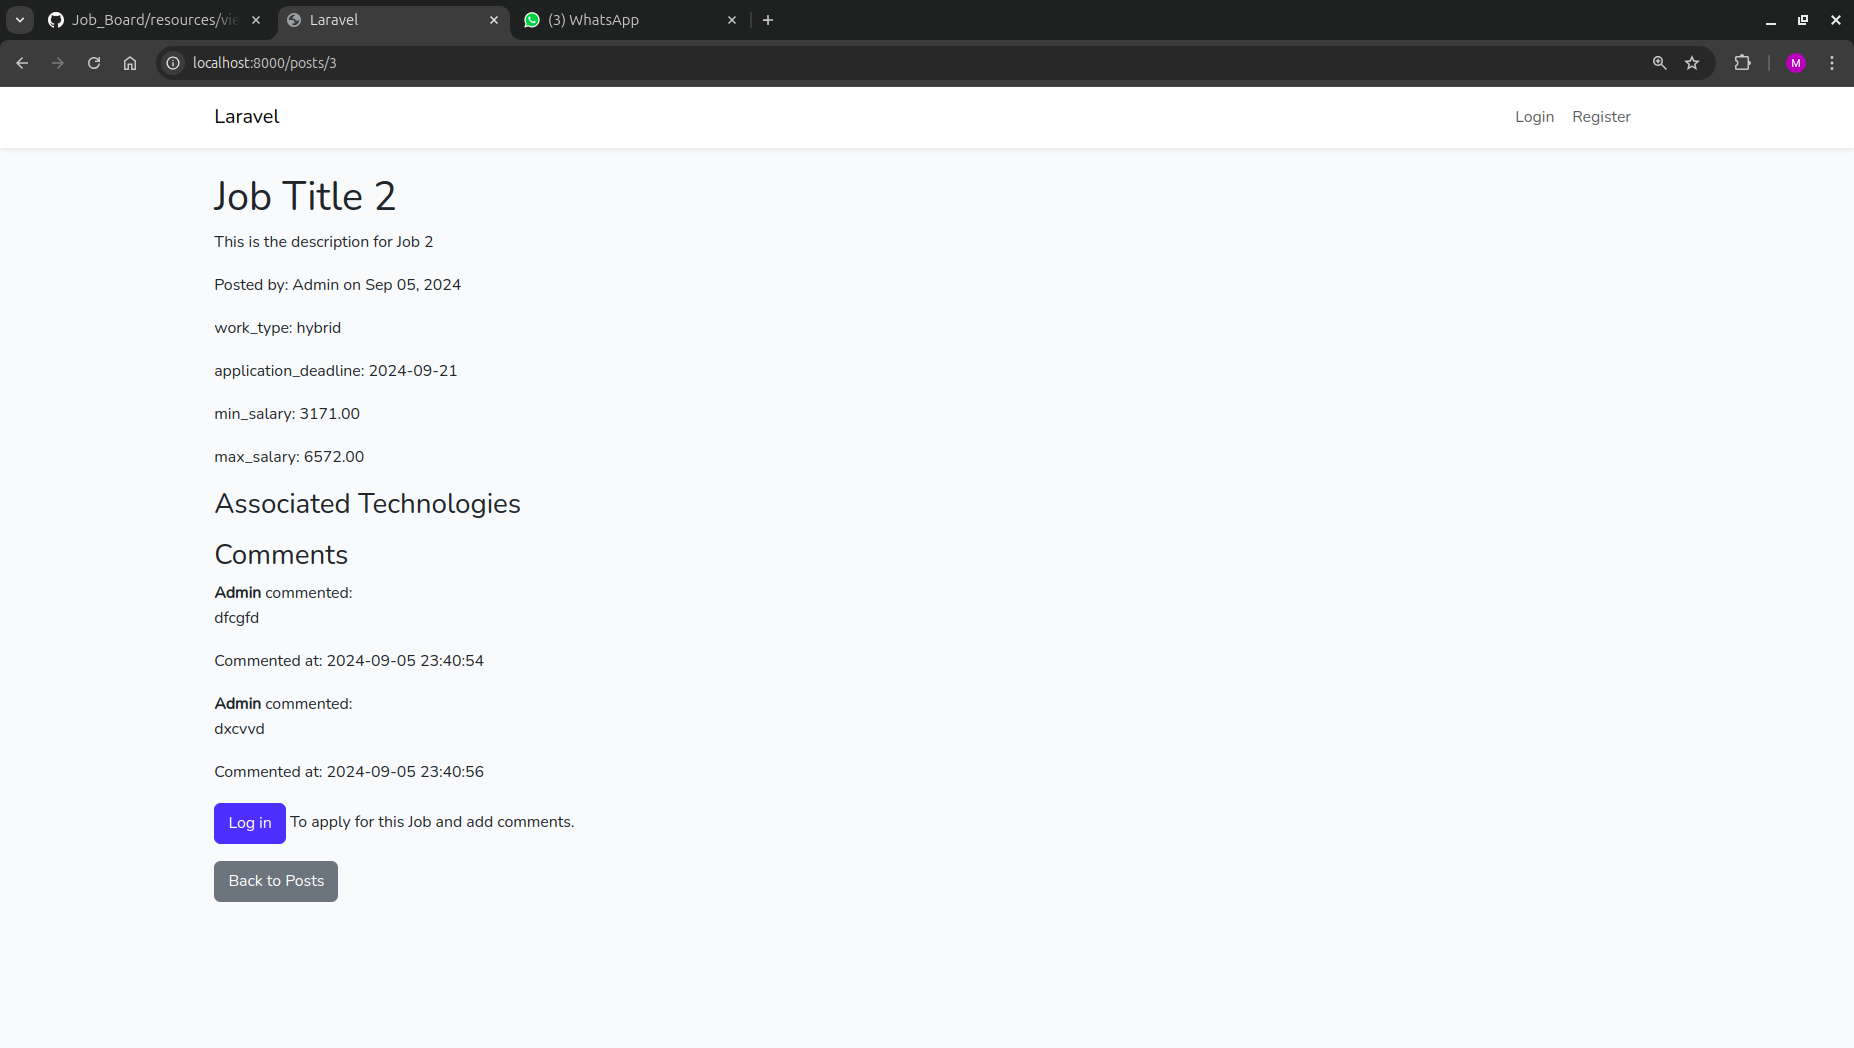 Job_Board/resources/vie
Laravel
(3) WhatsApp
localhost:8000/posts/3
M
Laravel
Login
Register
Job Title 2
This is the description for Job 2
Posted by: Admin on Sep 05, 2024
work_type: hybrid
application_deadline: 2024-09-21
min_salary: 3171.00
max_salary: 6572.00
Associated Technologies
Comments
Admin commented:
dfcgfd
Commented at: 2024-09-05 23:40:54
Admin commented:
dxcvvd
Commented at: 2024-09-05 23:40:56
Log in To apply for this Job and add comments.
Back to Posts